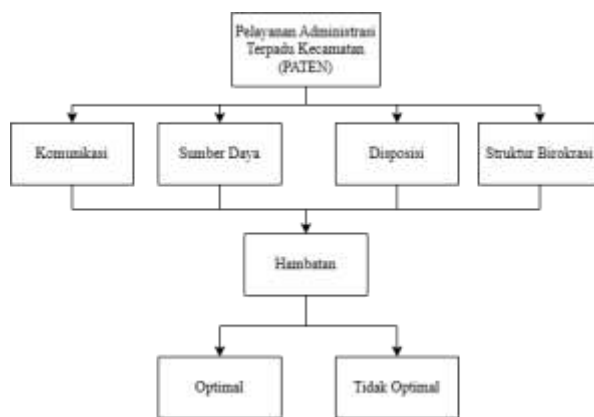 Pelayanan Administrasi
Terpadu Kecamatan
(PATEN)
Komunikasi
Sumber Daya
Disposisi
Struktur Birokrasi
Hambatan
Optimal
Tidak Optimal